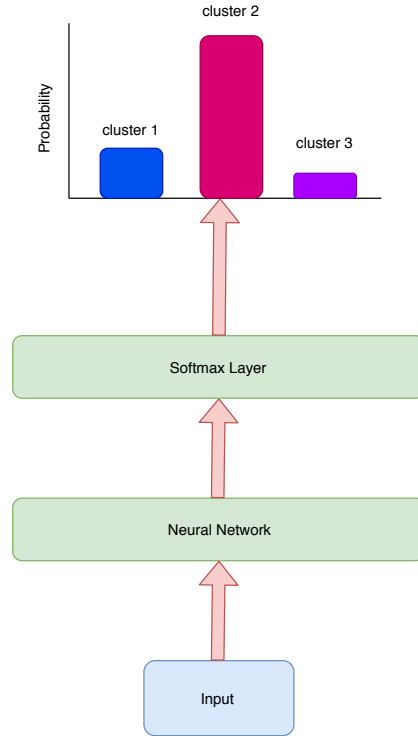 cluster 2
cluster 1
cluster 3
Probability
Softmax Layer
Neural Network
Input